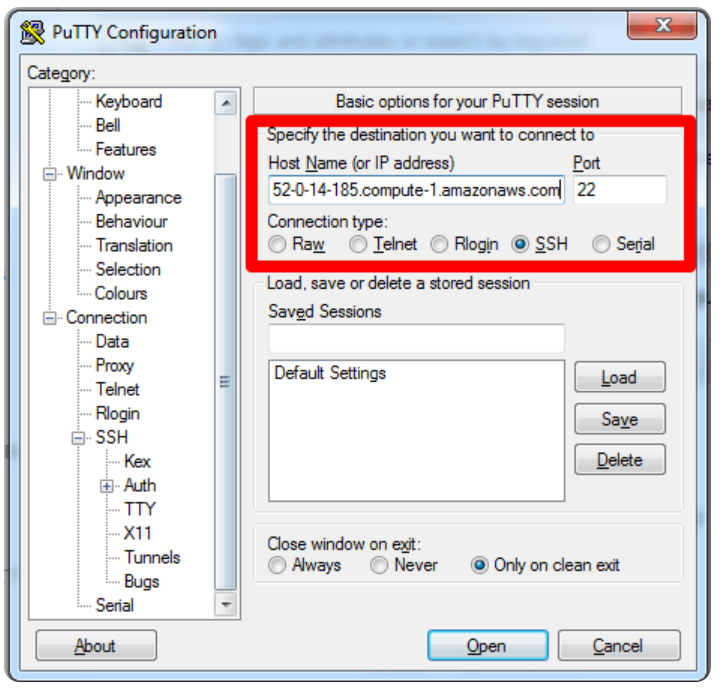 PuTTY Configuration
Category:
Keyboard
Bell
Features
Window
Appearance
Behaviour
Translation
Selection
Colours
Connection
Data
Proxy
Telnet
Rlogin
SSH
Kex
Auth
TTY
X11
Tunnels
Bugs
Serial
Basic options for your PuTTY session
Specify the destination you want to connect to
Host Name (or IP address) Port
52-0-14-185.compute-1.amazonaws.com 22
Connection type:
Raw Telnet Rlogin SSH Serial
Load, save or delete a stored session
Saved Sessions
Default Settings
Load
Save
Delete
Close window on exit:
Always Never Only on clean exit
About Open Cancel